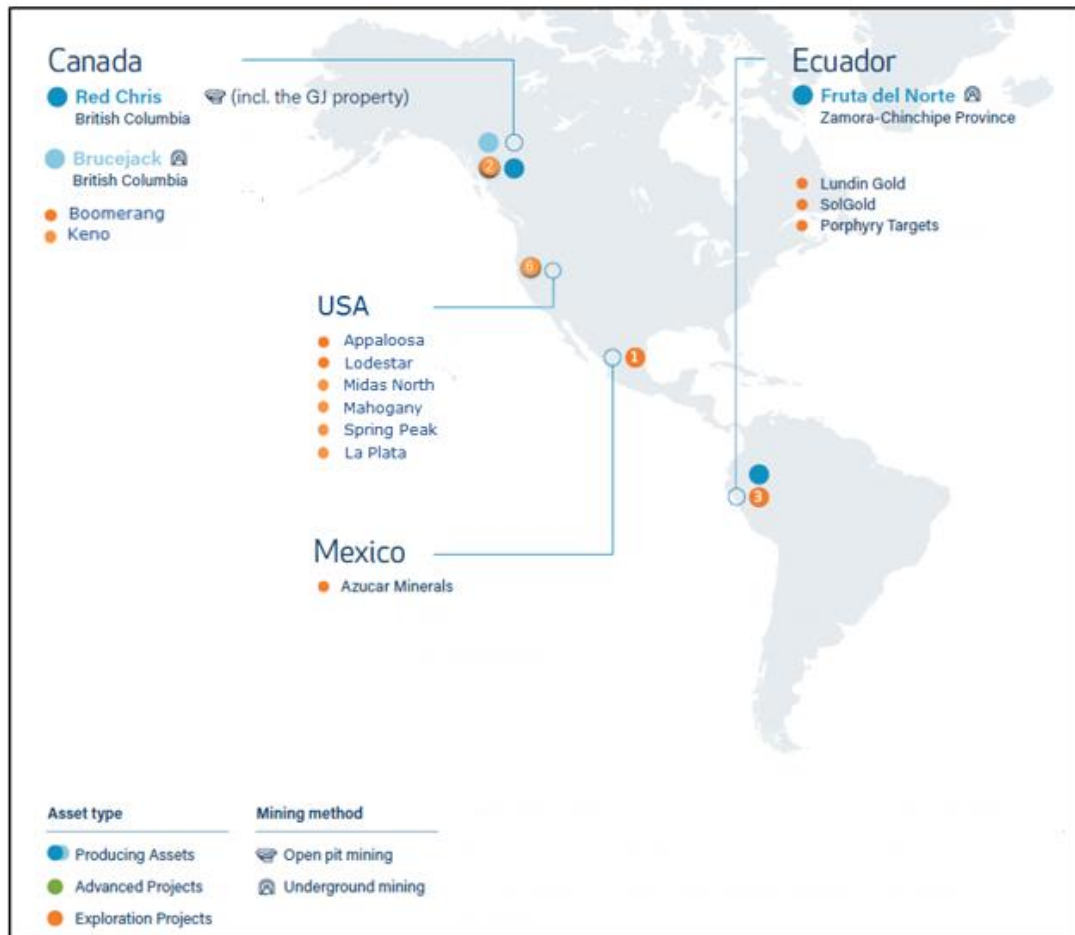 Canada
Red Chris (incl. the GJ property)
British Columbia
Brucejack
British Columbia
Boomerang
Keno
2
Ecuador
Fruta del Norte
Zamora-Chinchipe Province
Lundin Gold
SolGold
Porphyry Targets
6
USA
Appaloosa
Lodestar
Midas North
Mahogany
Spring Peak
La Plata
1
3
Mexico
Azucar Minerals
Asset type
Producing Assets
Advanced Projects
Exploration Projects
Mining method
Open pit mining
Underground mining